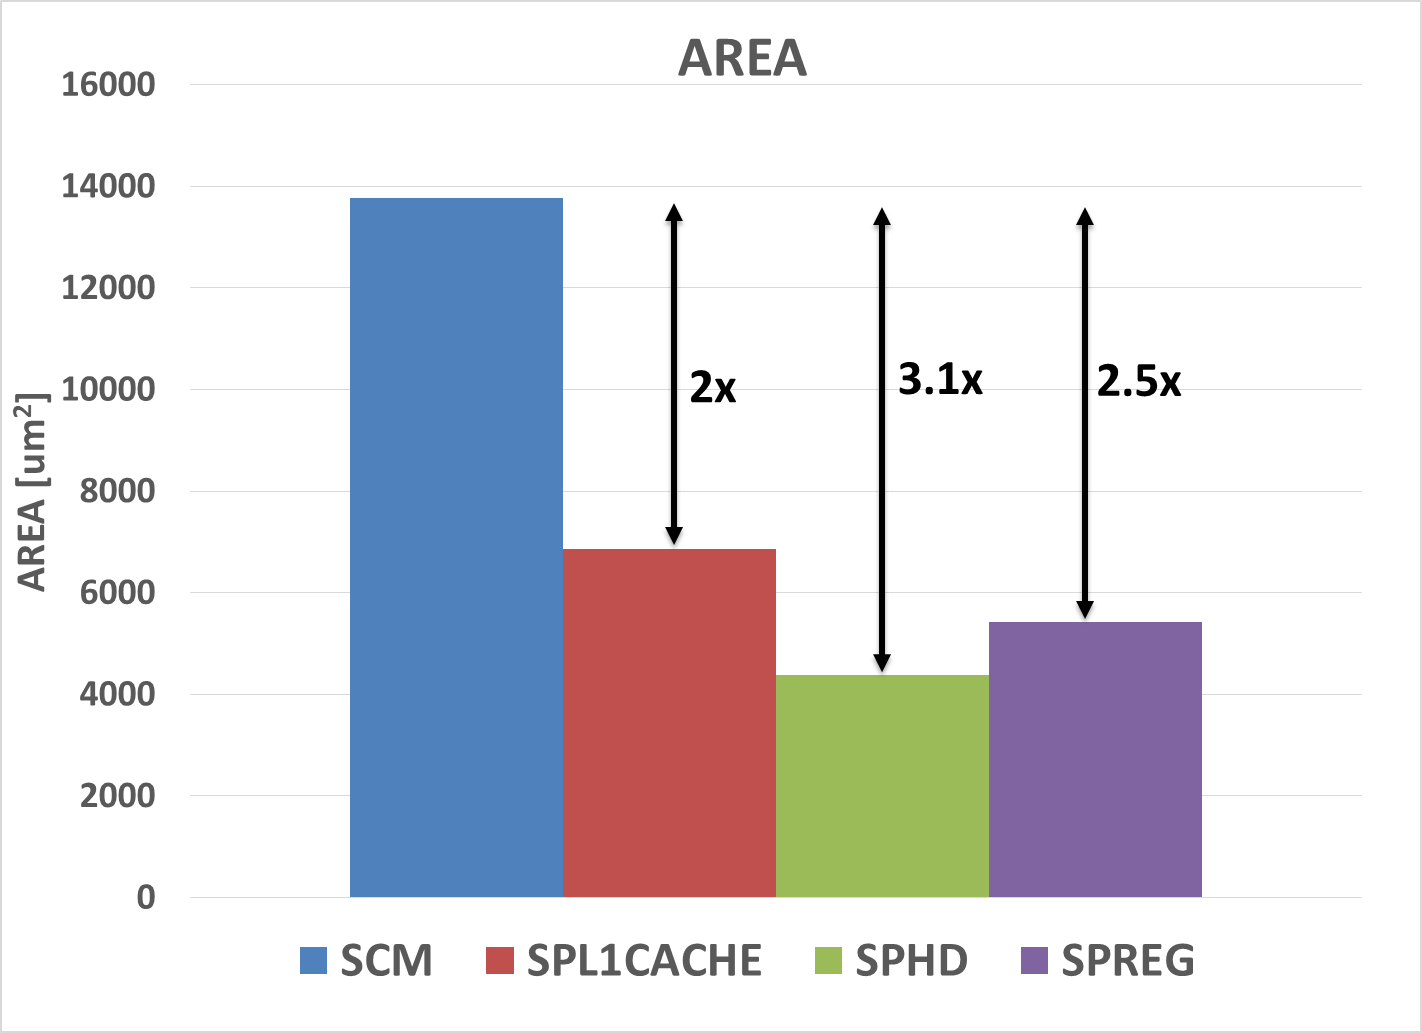 AREA
16000
14000
12000
10000
8000
6000
4000
2000
0
AREA [um²]
2x
3.1x
2.5x
SCM
SPL1CACHE
SPHD
SPREG